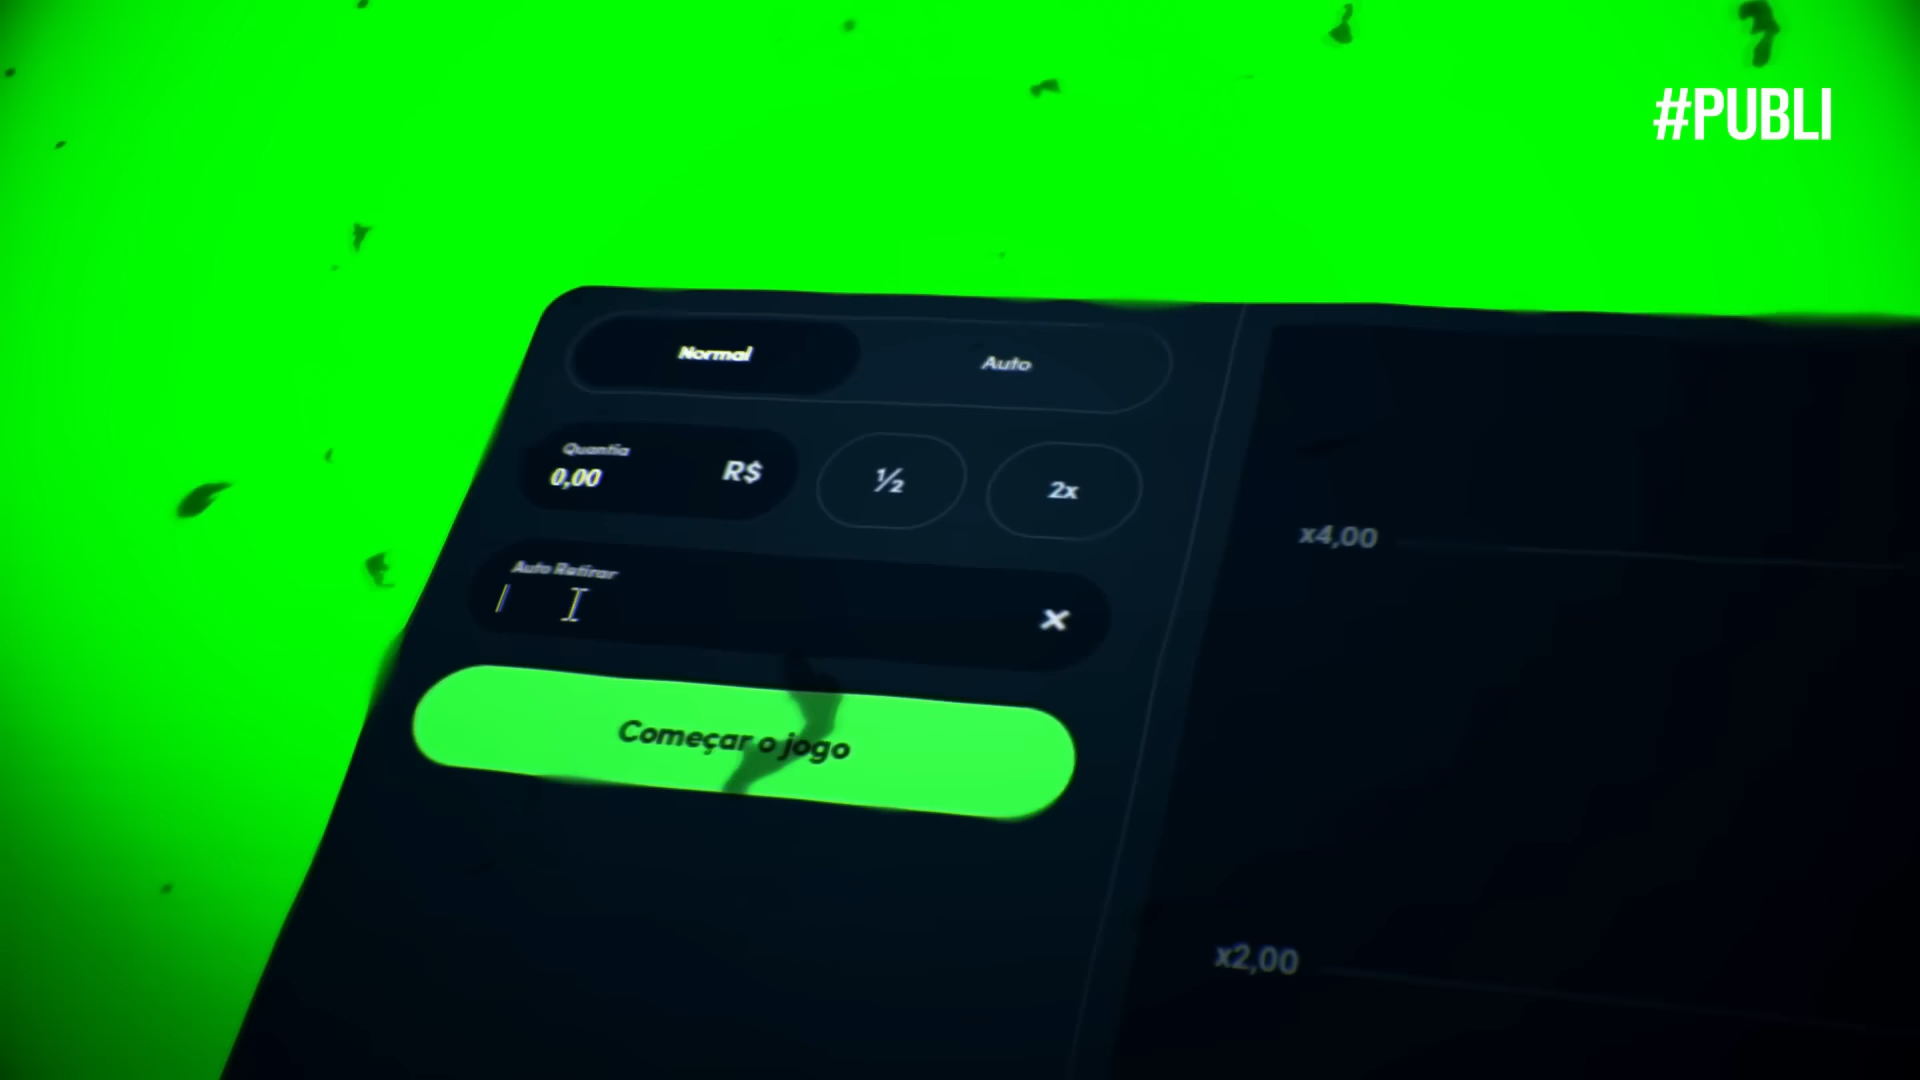 #PUBLI
Normal
Auto
Quantia
0,00
R$
½
2x
Auto Retirar
Começar o jogo
x4,00
x2,00